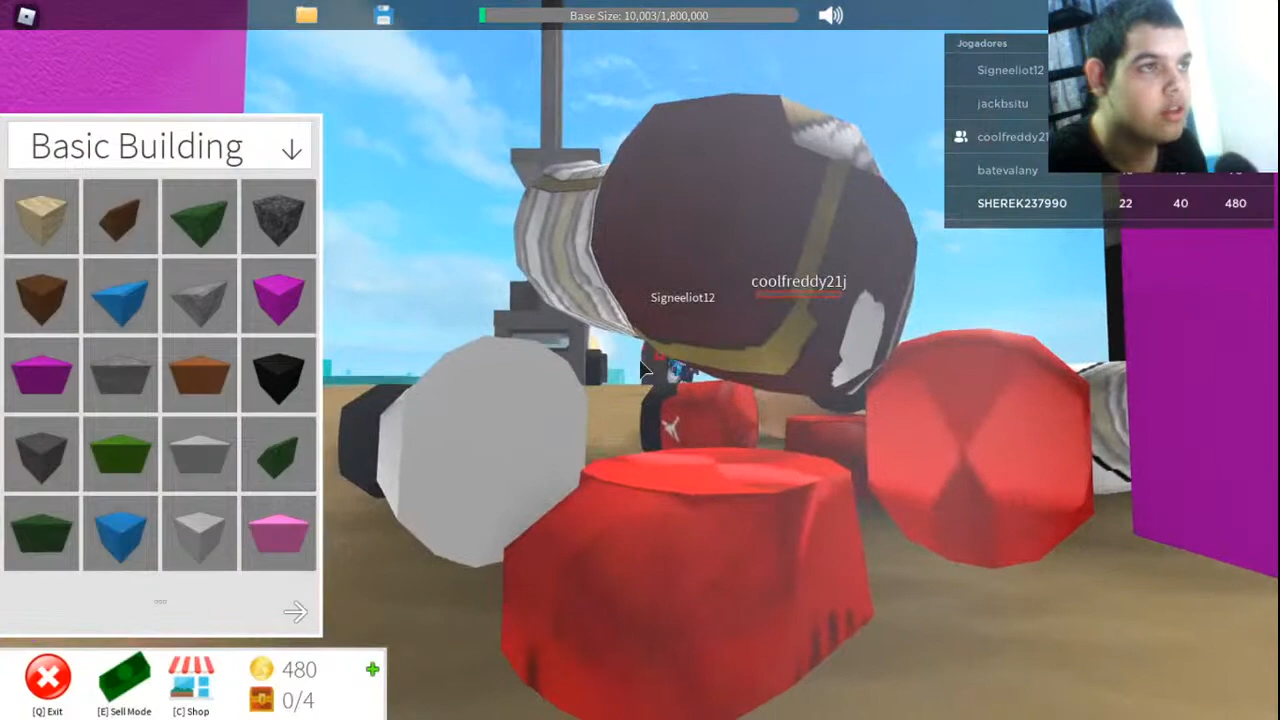 Base Size: 10,003/1,800,000
Jogadores
Signeeliot12
jackbsitu
coolfreddy21
batevalany
SHEREK237990 22 40 480
Basic Building
coolfreddy21j
Signeeliot12
480
0/4
[Q] Exit
[E] Sell Mode
[C] Shop